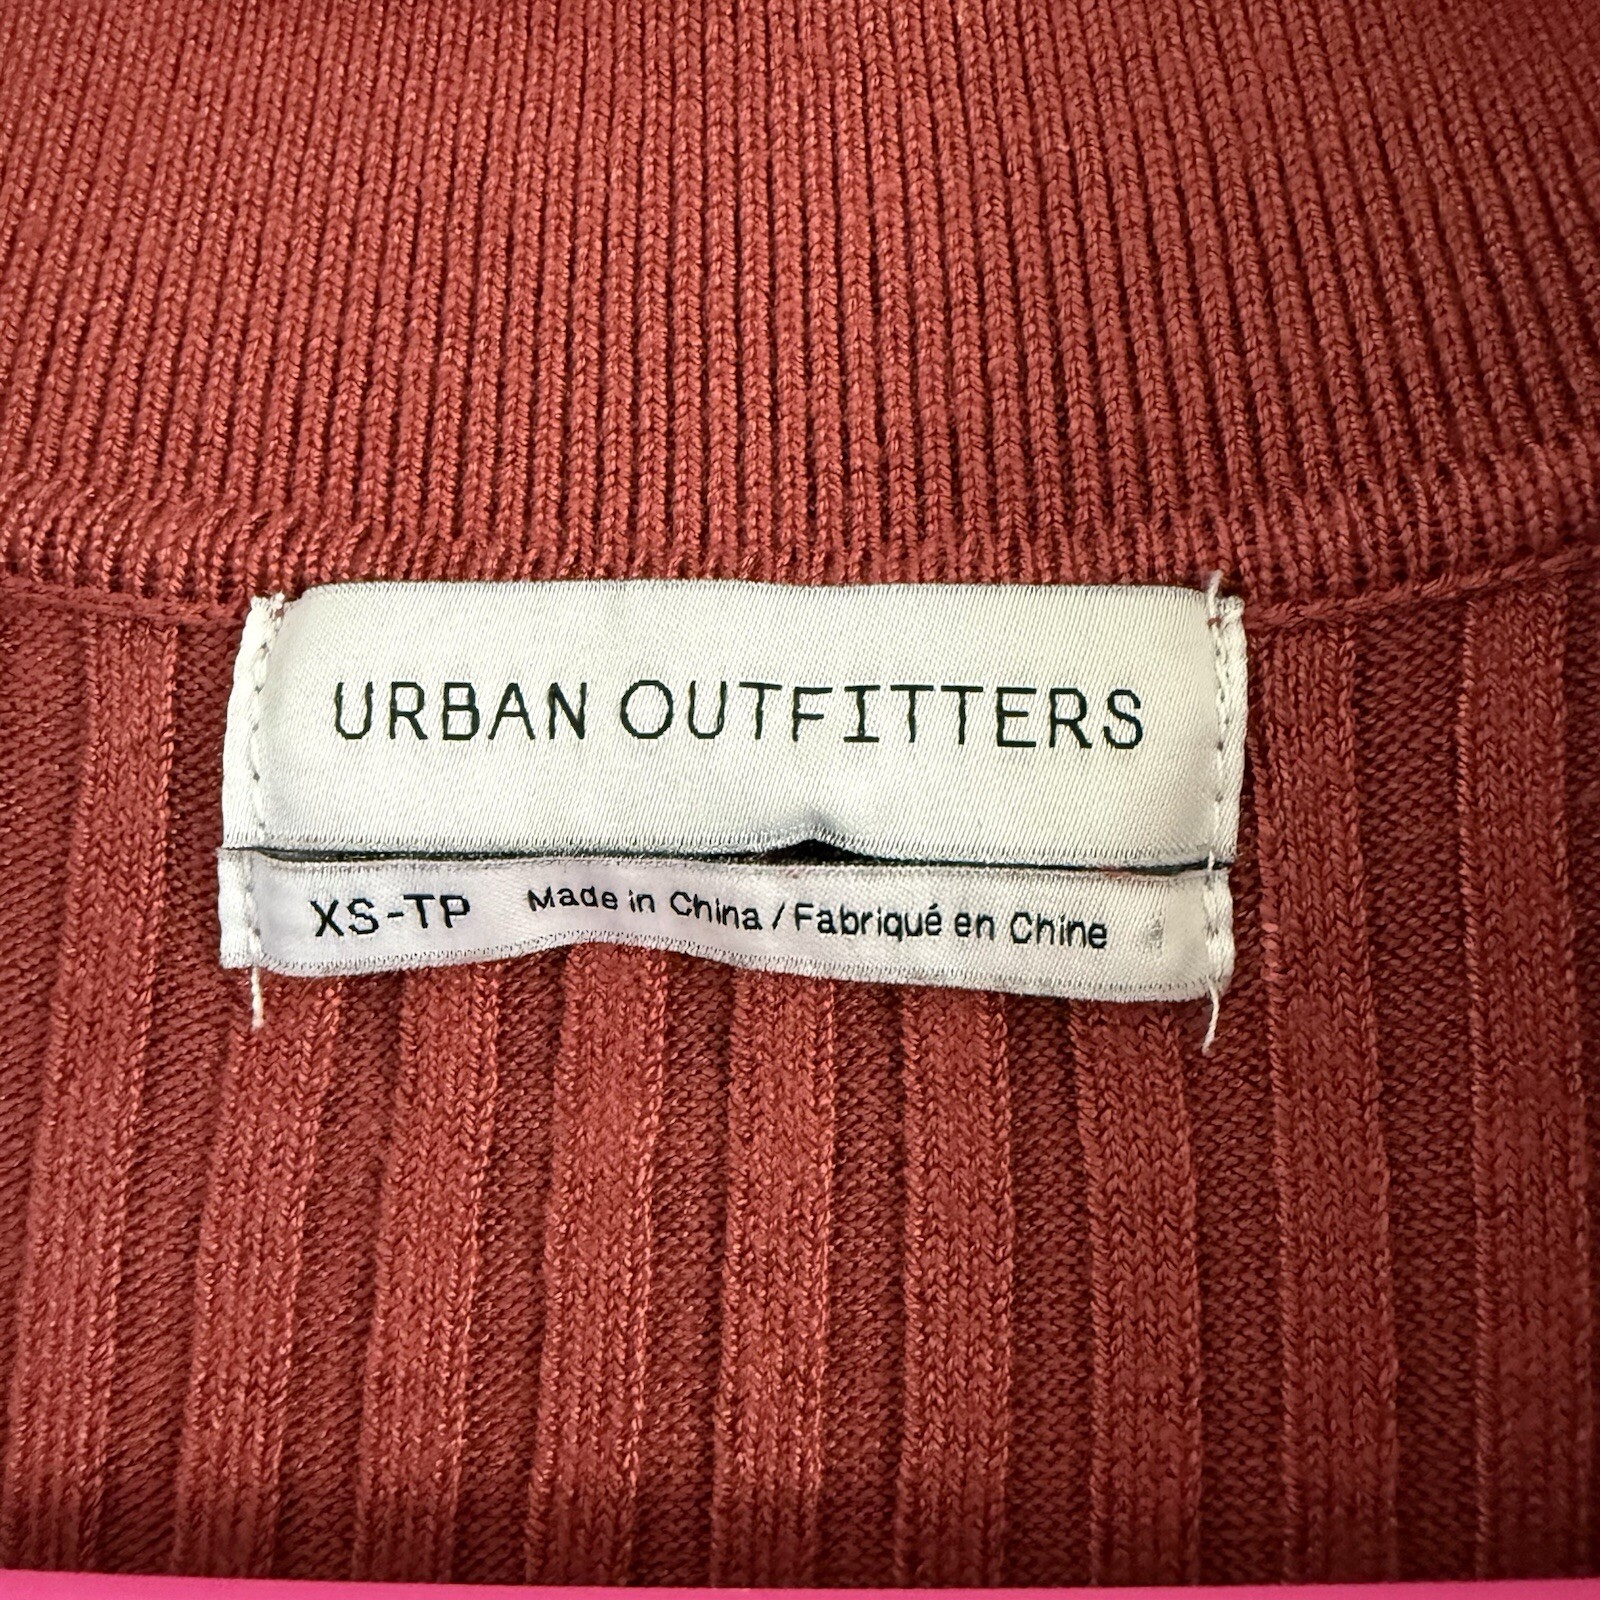 URBAN OUTFITTERS
XS-TP Made in China / Fabriqué en Chine